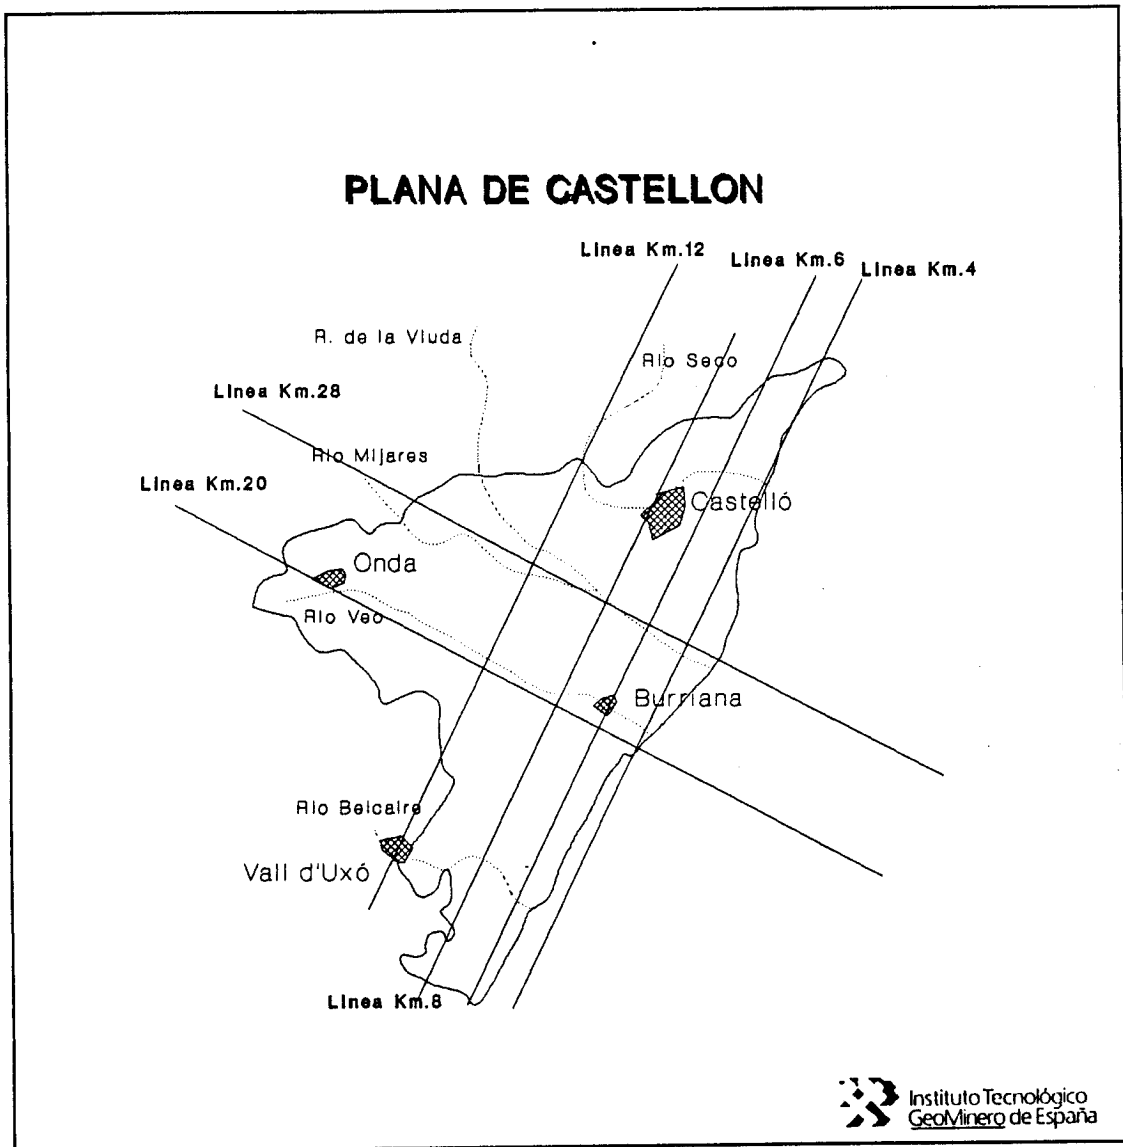 PLANA DE CASTELLON
Linea Km.12
Linea Km.6
Linea Km.4
R. de la Viuda
Rio Seco
Linea Km.28
Rio Mijares
Linea Km.20
Castelló
Onda
Rio Veo
Burriana
Rio Belcaire
Vall d'Uxó
Linea Km.8
Instituto Tecnológico
GeoMinero de España